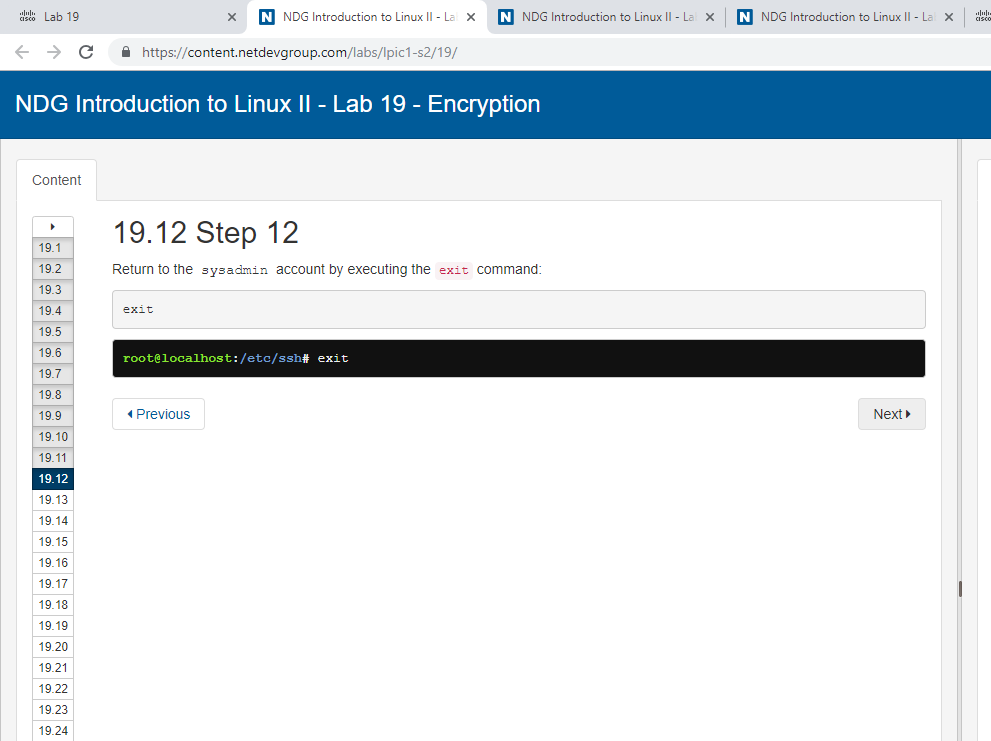 Lab 19
NDG Introduction to Linux II - La
NDG Introduction to Linux II - La
NDG Introduction to Linux II - La
https://content.netdevgroup.com/labs/lpic1-s2/19/
NDG Introduction to Linux II - Lab 19 - Encryption
Content
19.12 Step 12
Return to the sysadmin account by executing the exit command:
exit
root@localhost:/etc/ssh# exit
Previous
Next
19.1
19.2
19.3
19.4
19.5
19.6
19.7
19.8
19.9
19.10
19.11
19.12
19.13
19.14
19.15
19.16
19.17
19.18
19.19
19.20
19.21
19.22
19.23
19.24